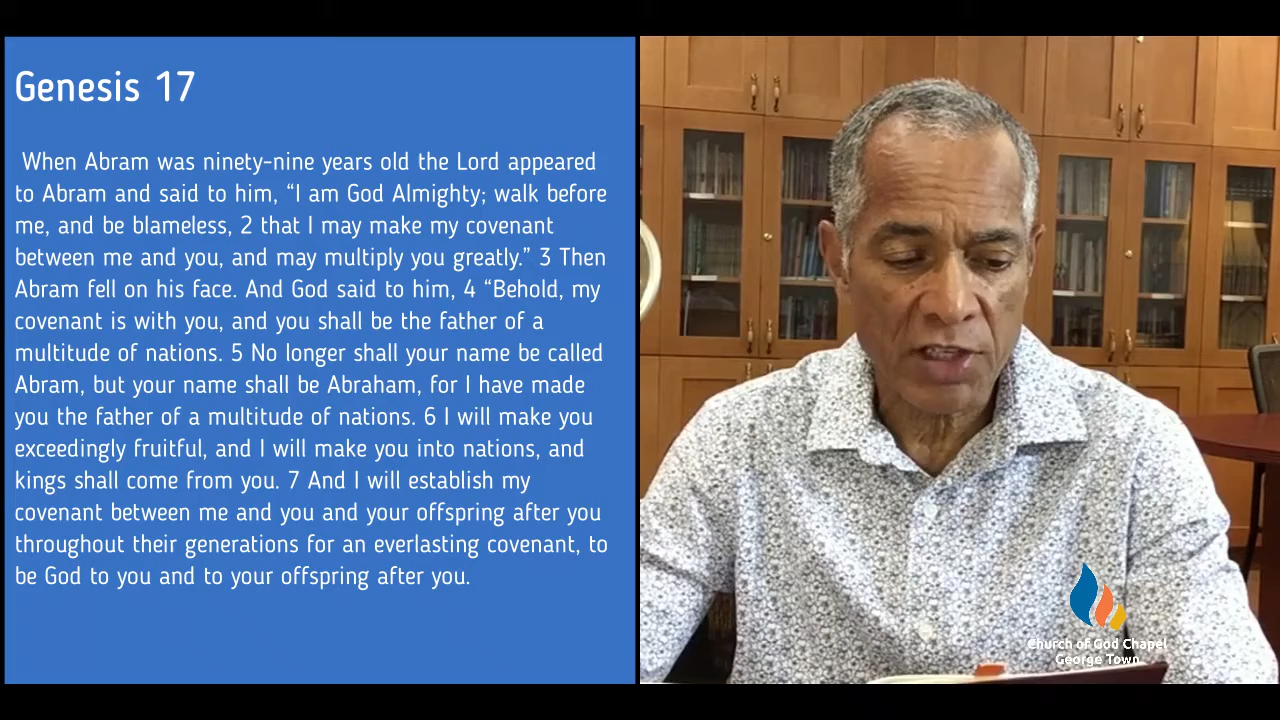 Genesis 17
When Abram was ninety-nine years old the Lord appeared
to Abram and said to him, “I am God Almighty; walk before
me, and be blameless, 2 that I may make my covenant
between me and you, and may multiply you greatly.” 3 Then
Abram fell on his face. And God said to him, 4 “Behold, my
covenant is with you, and you shall be the father of a
multitude of nations. 5 No longer shall your name be called
Abram, but your name shall be Abraham, for I have made
you the father of a multitude of nations. 6 I will make you
exceedingly fruitful, and I will make you into nations, and
kings shall come from you. 7 And I will establish my
covenant between me and you and your offspring after you
throughout their generations for an everlasting covenant, to
be God to you and to your offspring after you.
Church of God Chapel
George Town